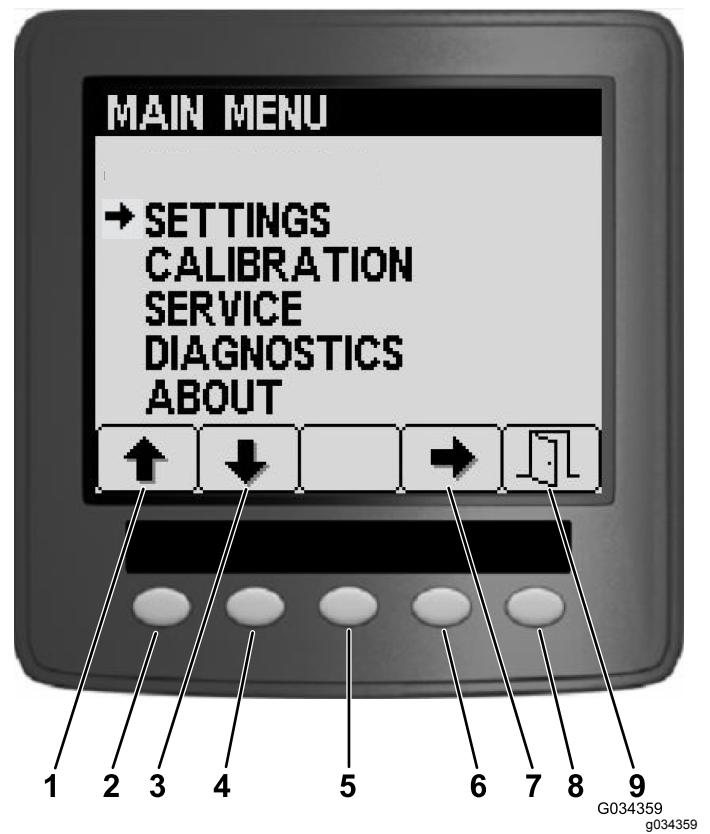 MAIN MENU
SETTINGS
CALIBRATION
SERVICE
DIAGNOSTICS
ABOUT
1 2 3 4 5 6 7 8 9
G034359
g034359